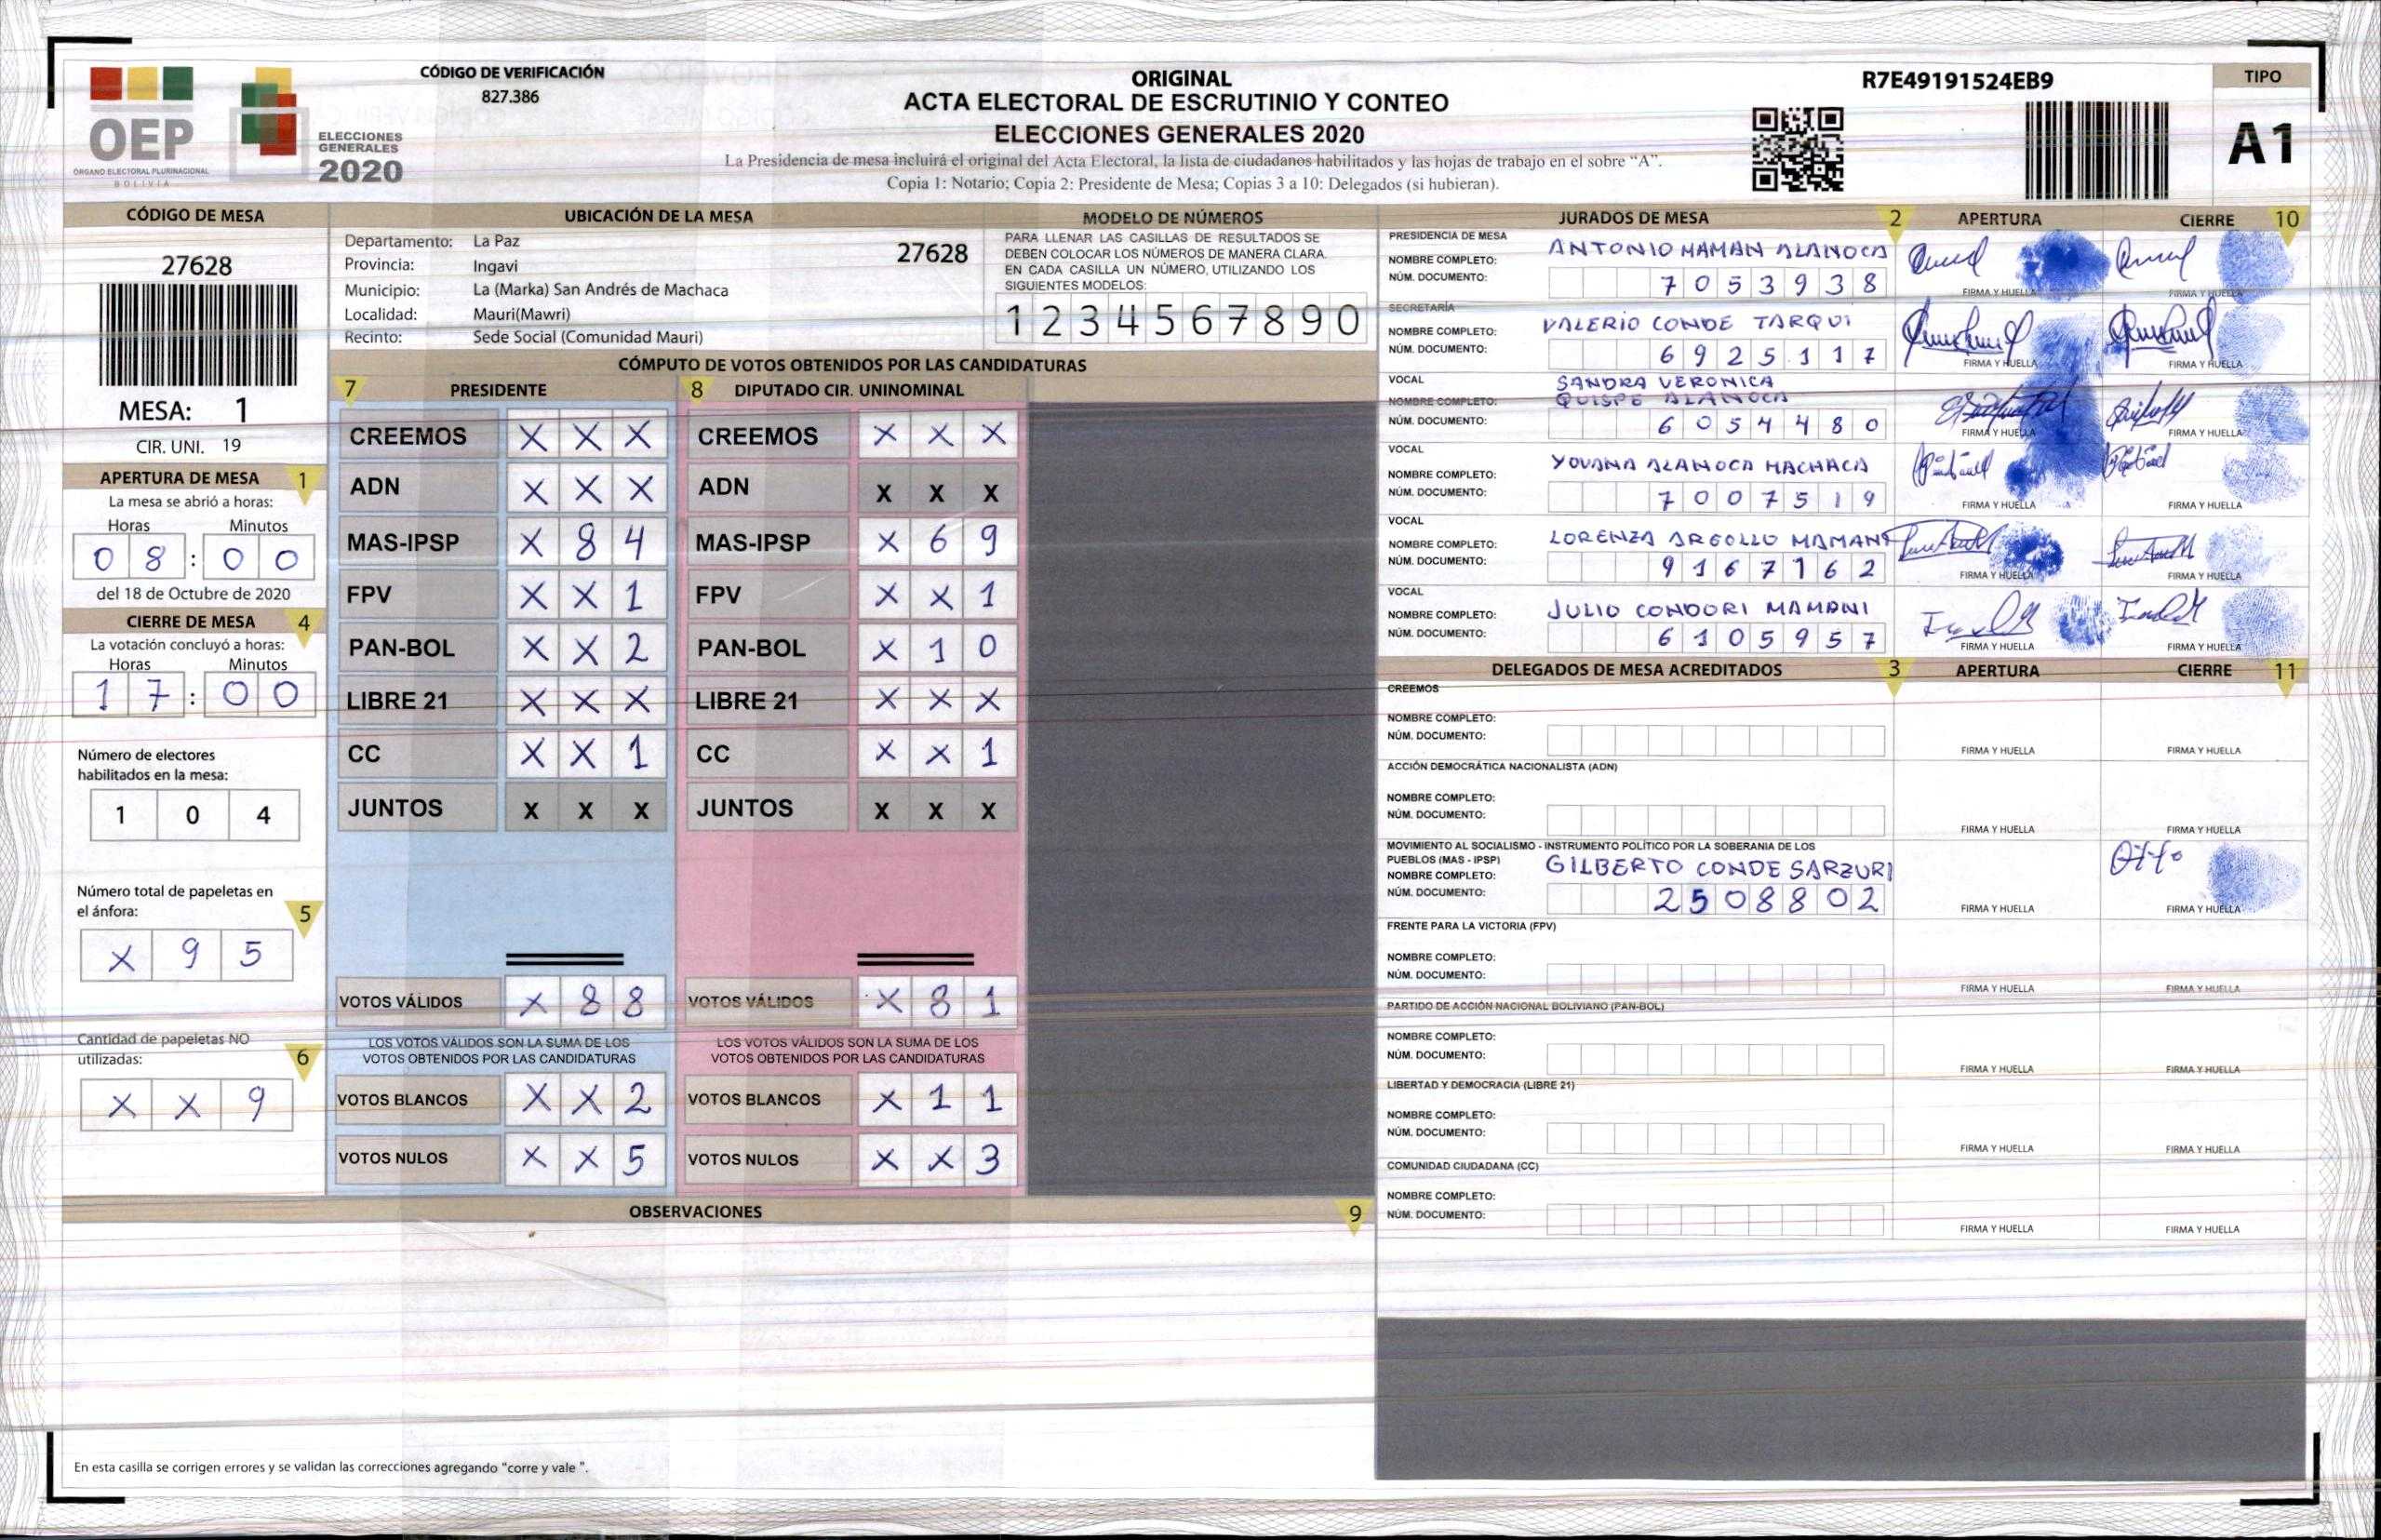 OEP
ÓRGANO ELECTORAL PLURINACIONAL
BOLIVIA
ELECCIONES
GENERALES
2020
CÓDIGO DE VERIFICACIÓN
827.386
ORIGINAL
ACTA ELECTORAL DE ESCRUTINIO Y CONTEO
ELECCIONES GENERALES 2020
La Presidencia de mesa incluirá el original del Acta Electoral, la lista de ciudadanos habilitados y las hojas de trabajo en el sobre “A”.
Copia 1: Notario; Copia 2: Presidente de Mesa; Copias 3 a 10: Delegados (si hubieran).
R7E49191524EB9
TIPO
A1
CÓDIGO DE MESA
27628
MESA: 1
CIR. UNI. 19
APERTURA DE MESA 1
La mesa se abrió a horas:
Horas Minutos
0 8 : 0 0
del 18 de Octubre de 2020
CIERRE DE MESA 4
La votación concluyó a horas:
Horas Minutos
1 7 : 0 0
Número de electores
habilitados en la mesa:
1 0 4
Número total de papeletas en
el ánfora: 5
X 9 5
Cantidad de papeletas NO
utilizadas: 6
X X 9
UBICACIÓN DE LA MESA
Departamento: La Paz 27628
Provincia: Ingavi
Municipio: La (Marka) San Andrés de Machaca
Localidad: Mauri(Mawri)
Recinto: Sede Social (Comunidad Mauri)
MODELO DE NÚMEROS
PARA LLENAR LAS CASILLAS DE RESULTADOS SE
DEBEN COLOCAR LOS NÚMEROS DE MANERA CLARA.
EN CADA CASILLA UN NÚMERO, UTILIZANDO LOS
SIGUIENTES MODELOS:
1 2 3 4 5 6 7 8 9 0
CÓMPUTO DE VOTOS OBTENIDOS POR LAS CANDIDATURAS
7 PRESIDENTE 8 DIPUTADO CIR. UNINOMINAL
CREEMOS X X X CREEMOS X X X
ADN X X X ADN X X X
MAS-IPSP X 8 4 MAS-IPSP X 6 9
FPV X X 1 FPV X X 1
PAN-BOL X X 2 PAN-BOL X 1 0
LIBRE 21 X X X LIBRE 21 X X X
CC X X 1 CC X X 1
JUNTOS X X X JUNTOS X X X
VOTOS VÁLIDOS X 8 8 VOTOS VÁLIDOS X 8 1
LOS VOTOS VÁLIDOS SON LA SUMA DE LOS LOS VOTOS VÁLIDOS SON LA SUMA DE LOS
VOTOS OBTENIDOS POR LAS CANDIDATURAS VOTOS OBTENIDOS POR LAS CANDIDATURAS
VOTOS BLANCOS X X 2 VOTOS BLANCOS X 1 1
VOTOS NULOS X X 5 VOTOS NULOS X X 3
OBSERVACIONES 9
En esta casilla se corrigen errores y se validan las correcciones agregando "corre y vale ".
JURADOS DE MESA 2 APERTURA CIERRE 10
PRESIDENCIA DE MESA
NOMBRE COMPLETO: ANTONIO MAMAN ALANOCA
NÚM. DOCUMENTO: 7 0 5 3 9 3 8
FIRMA Y HUELLA FIRMA Y HUELLA
SECRETARÍA
NOMBRE COMPLETO: VALERIO CONDE TARQUI
NÚM. DOCUMENTO: 6 9 2 5 1 1 7
FIRMA Y HUELLA FIRMA Y HUELLA
VOCAL
NOMBRE COMPLETO: SANDRA VERONICA
QUISPE ALANOCA
NÚM. DOCUMENTO: 6 0 5 4 4 8 0
FIRMA Y HUELLA FIRMA Y HUELLA
VOCAL
NOMBRE COMPLETO: YOVANA ALANOCA MACHACA
NÚM. DOCUMENTO: 7 0 0 7 5 1 9
FIRMA Y HUELLA FIRMA Y HUELLA
VOCAL
NOMBRE COMPLETO: LORENZA ARGOLLO MAMANI
NÚM. DOCUMENTO: 9 1 6 7 1 6 2
FIRMA Y HUELLA FIRMA Y HUELLA
VOCAL
NOMBRE COMPLETO: JULIO CONDORI MAMANI
NÚM. DOCUMENTO: 6 1 0 5 9 5 7
FIRMA Y HUELLA FIRMA Y HUELLA
DELEGADOS DE MESA ACREDITADOS 3 APERTURA CIERRE 11
CREEMOS
NOMBRE COMPLETO:
NÚM. DOCUMENTO:
FIRMA Y HUELLA FIRMA Y HUELLA
ACCIÓN DEMOCRÁTICA NACIONALISTA (ADN)
NOMBRE COMPLETO:
NÚM. DOCUMENTO:
FIRMA Y HUELLA FIRMA Y HUELLA
MOVIMIENTO AL SOCIALISMO - INSTRUMENTO POLÍTICO POR LA SOBERANIA DE LOS
PUEBLOS (MAS - IPSP)
NOMBRE COMPLETO: GILBERTO CONDE SARZURI
NÚM. DOCUMENTO: 2 5 0 8 8 0 2
FIRMA Y HUELLA FIRMA Y HUELLA
FRENTE PARA LA VICTORIA (FPV)
NOMBRE COMPLETO:
NÚM. DOCUMENTO:
FIRMA Y HUELLA FIRMA Y HUELLA
PARTIDO DE ACCIÓN NACIONAL BOLIVIANO (PAN-BOL)
NOMBRE COMPLETO:
NÚM. DOCUMENTO:
FIRMA Y HUELLA FIRMA Y HUELLA
LIBERTAD Y DEMOCRACIA (LIBRE 21)
NOMBRE COMPLETO:
NÚM. DOCUMENTO:
FIRMA Y HUELLA FIRMA Y HUELLA
COMUNIDAD CIUDADANA (CC)
NOMBRE COMPLETO:
NÚM. DOCUMENTO:
FIRMA Y HUELLA FIRMA Y HUELLA